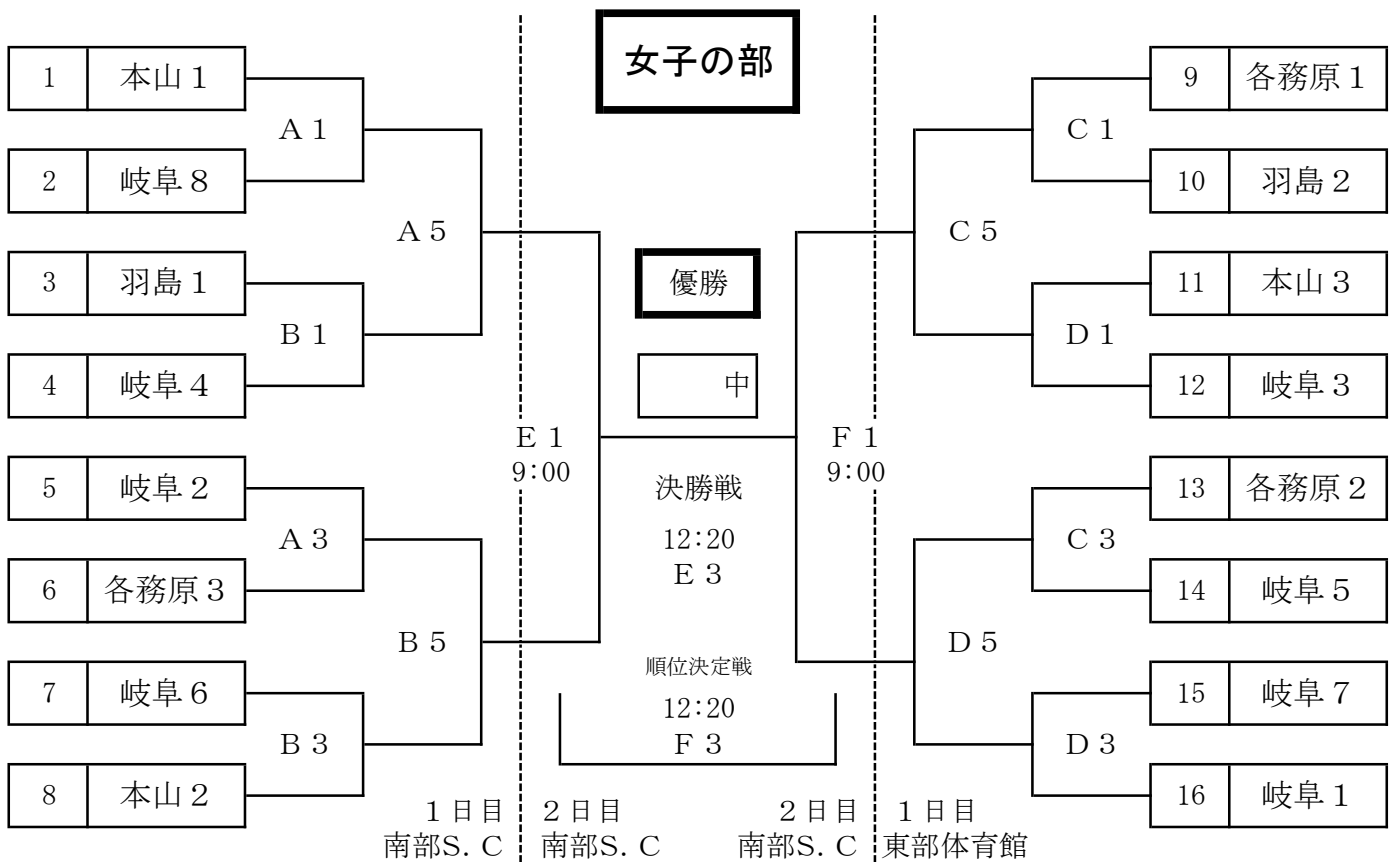 女子の部
1 本山１
2 岐阜８
3 羽島１
4 岐阜４
5 岐阜２
6 各務原３
7 岐阜６
8 本山２
Ａ１
Ｂ１
Ａ３
Ｂ３
Ａ５
Ｂ５
Ｅ１
9:00
優勝
中
決勝戦
12:20
Ｅ３
順位決定戦
12:20
Ｆ３
Ｆ１
9:00
Ｃ５
Ｄ５
Ｃ１
Ｄ１
Ｃ３
Ｄ３
9 各務原１
10 羽島２
11 本山３
12 岐阜３
13 各務原２
14 岐阜５
15 岐阜７
16 岐阜１
１日目
南部S.Ｃ
２日目
南部S.Ｃ
２日目
南部S.Ｃ
１日目
東部体育館